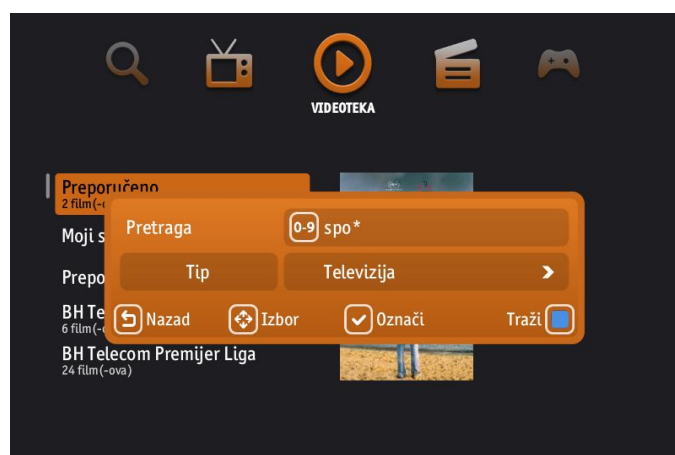 VIDEOTEKA
Preporučeno
2 film(-o
Pretraga 0-9 spo*
Moji s
Tip Televizija
Prepo
BH Te
6 film(-o
Nazad Izbor Označi Traži
BH Telecom Premijer Liga
24 film(-ova)